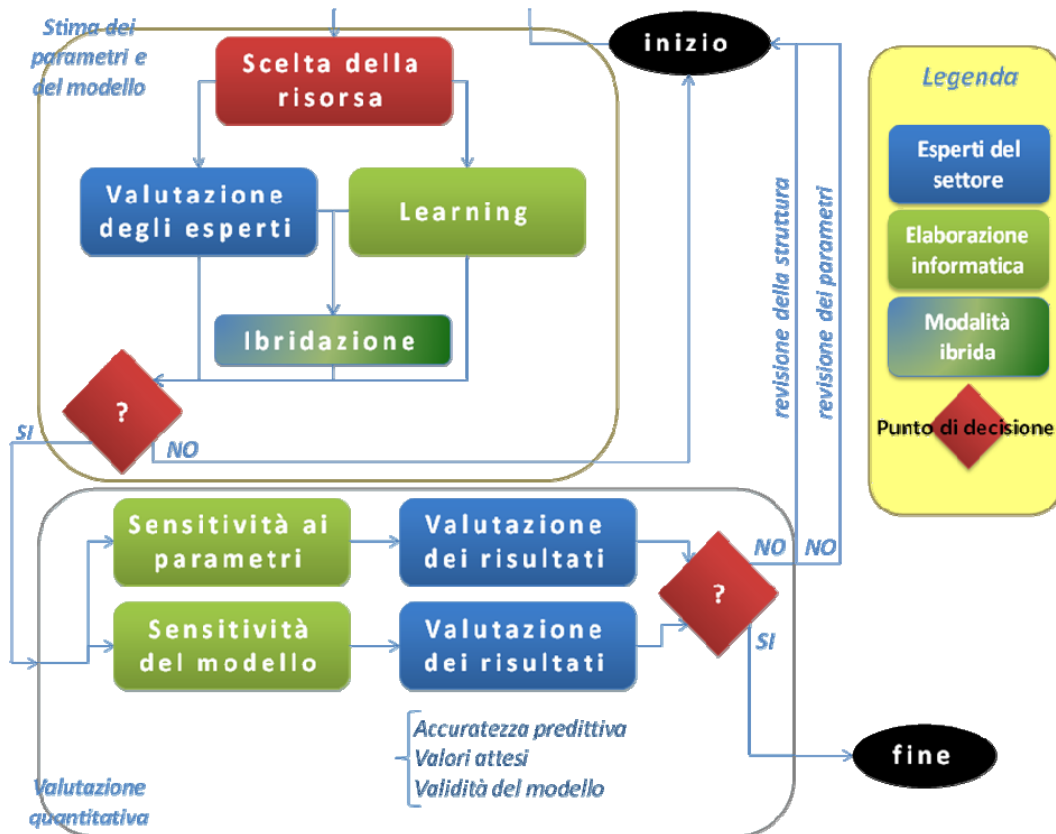 Stima dei
parametri e
del modello
Scelta della
risorsa
Valutazione
degli esperti
Learning
Ibridazione
?
SI
NO
inizio
revisione della struttura
revisione dei parametri
Legenda
Esperti del
settore
Elaborazione
informatica
Modalità
ibrida
Punto di decisione
Sensitività ai
parametri
Valutazione
dei risultati
Sensitività
del modello
Valutazione
dei risultati
?
NO
NO
SI
Accuratezza predittiva
Valori attesi
Validità del modello
fine
Valutazione
quantitativa